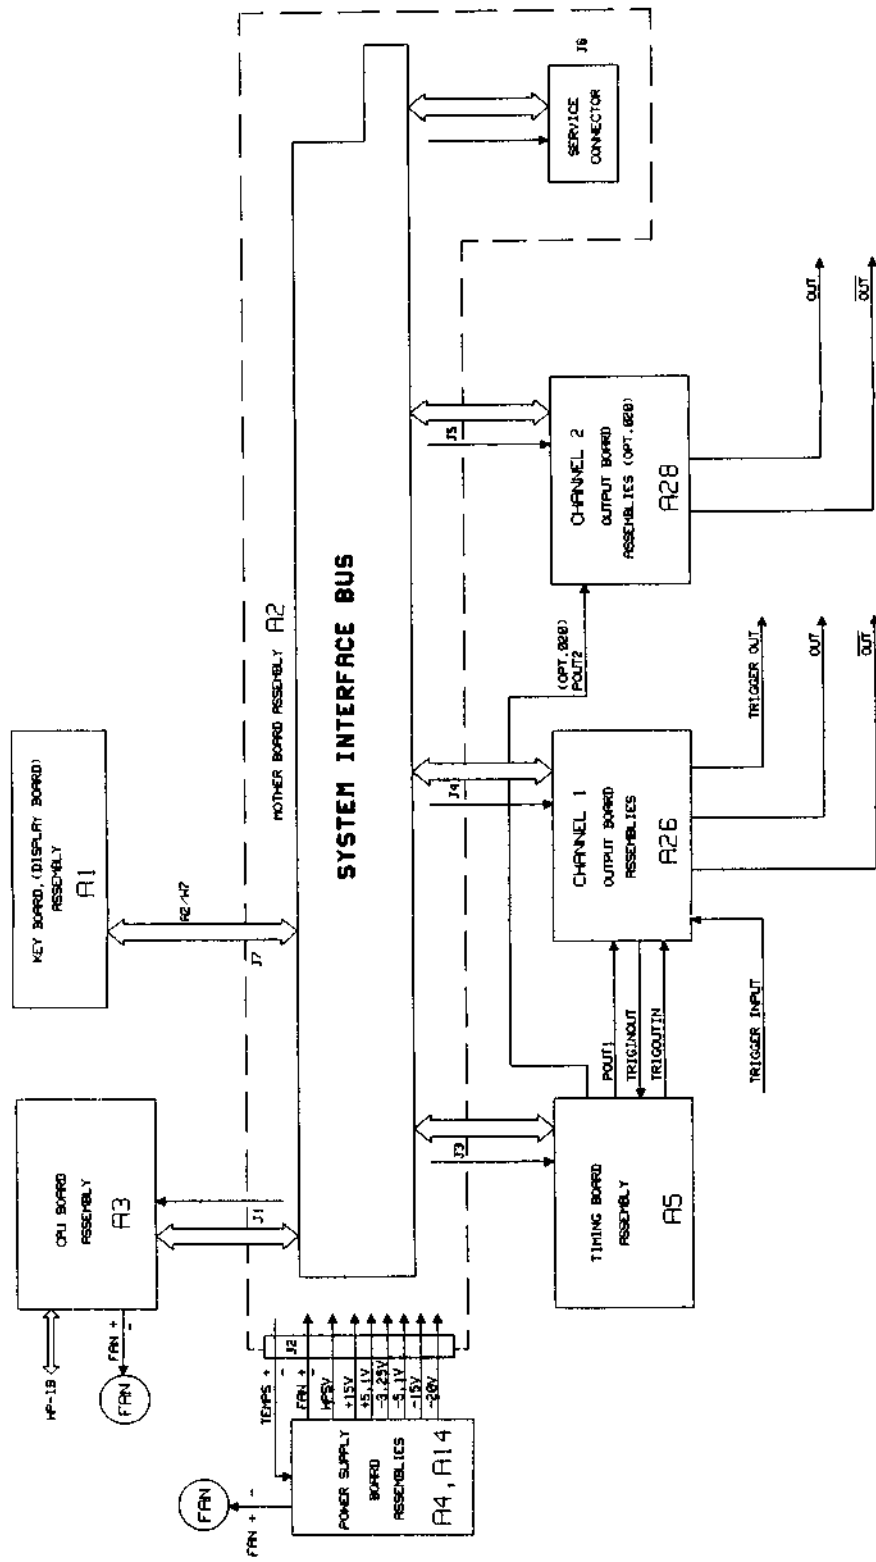 HP-IB
FAN + -
FAN
CPU BOARD
ASSEMBLY
A3
KEY BOARD,(DISPLAY BOARD)
ASSEMBLY
A1
A2/W7
J7
J1
MOTHER BOARD ASSEMBLY A2
SYSTEM INTERFACE BUS
FAN
FAN + -
POWER SUPPLY
BOARD
ASSEMBLIES
A4,A14
TEMPS + -
FAN + -
+15V
+5,1V
-3.25V
-5,1V
-15V
-20V
J2
J3
J4
J5
J6
SERVICE
CONNECTOR
TIMING BOARD
ASSEMBLY
A5
POUT1
TRIGINOUT
TRIGOUTIN
TRIGGER INPUT
CHANNEL 1
OUTPUT BOARD
ASSEMBLIES
A26
TRIGGER OUT
OUT
OUT
(OPT.020)
POUT2
CHANNEL 2
OUTPUT BOARD
ASSEMBLIES (OPT.020)
A28
OUT
OUT